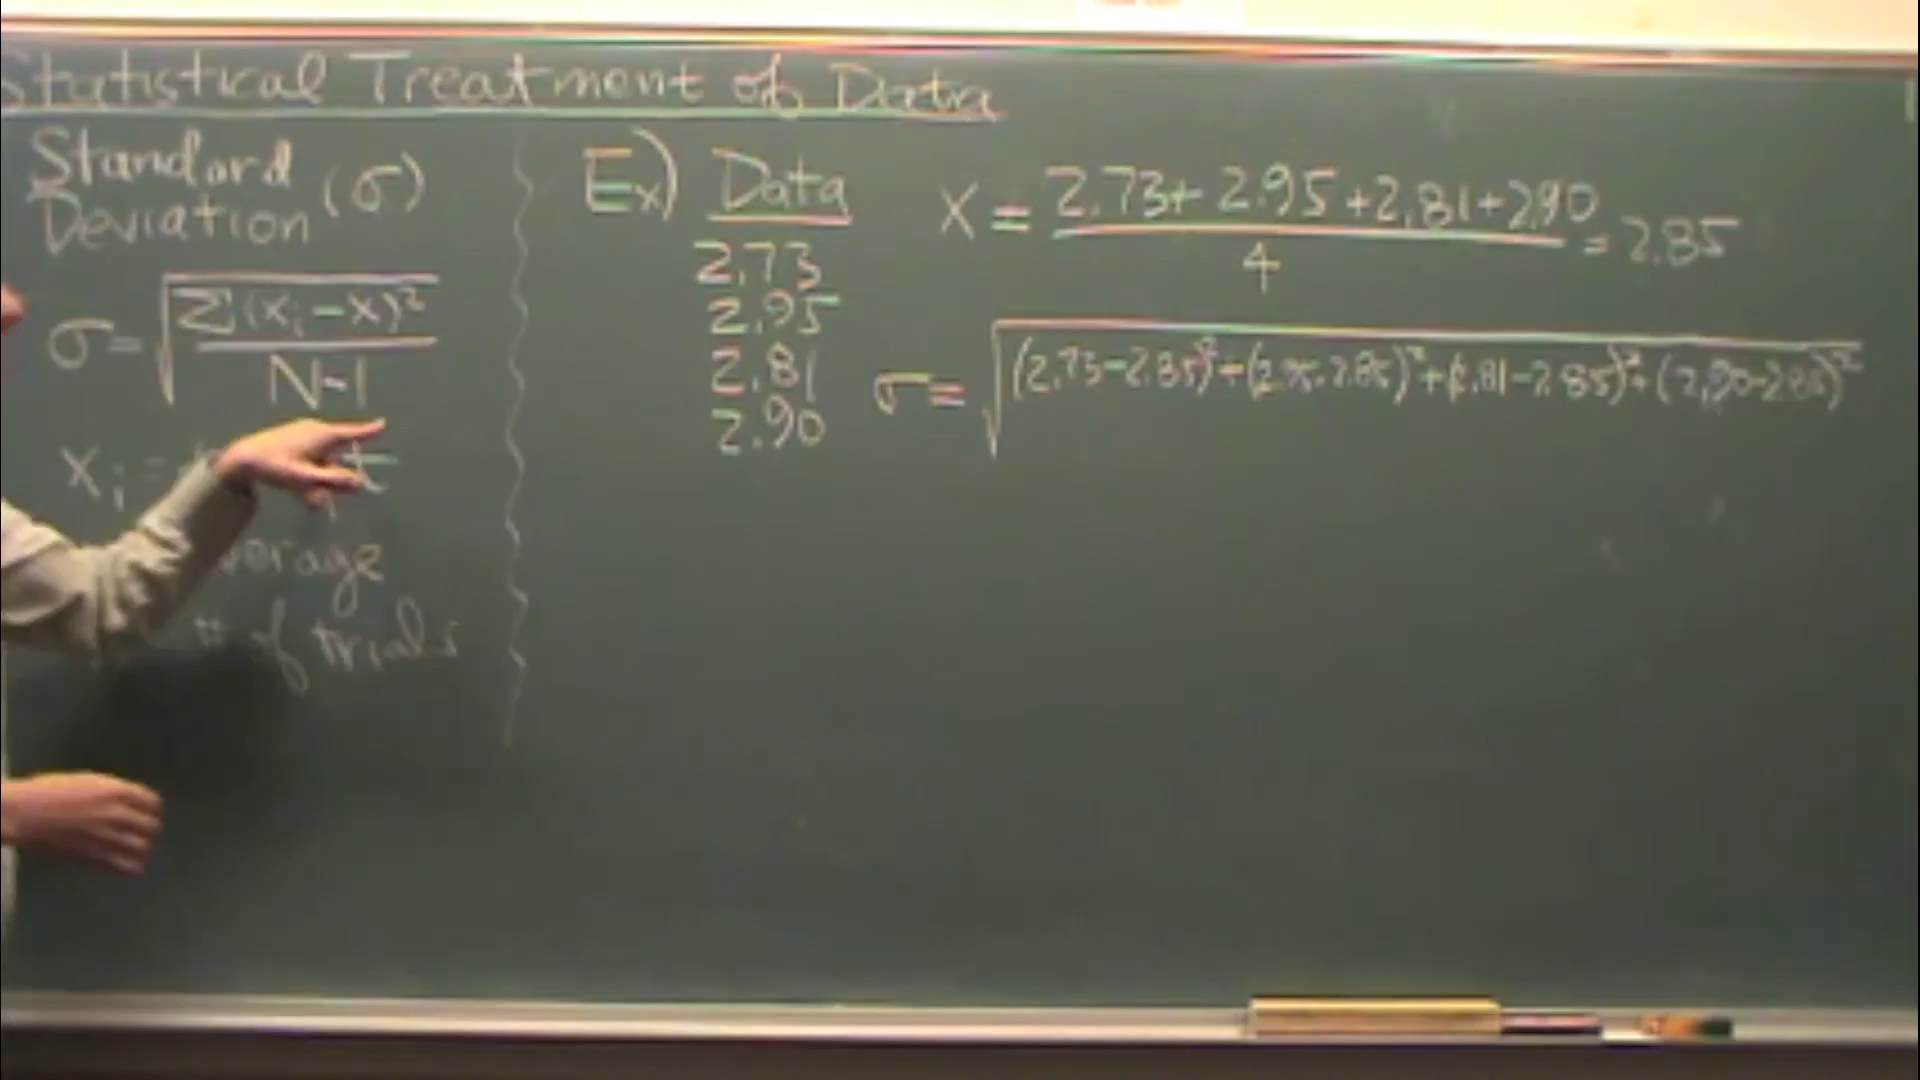 Statistical Treatment of Data
Standard Deviation (σ)
σ = √(Σ(xᵢ-x)² / N-1)
xᵢ =
# of trials
Ex) Data
2.73
2.95
2.81
2.90
X = (2.73+ 2.95+2.81+2.90) / 4 = 2.85
σ = √(2.73-2.85)²+(2.95-2.85)²+(2.81-2.85)²+(2.90-2.85)²